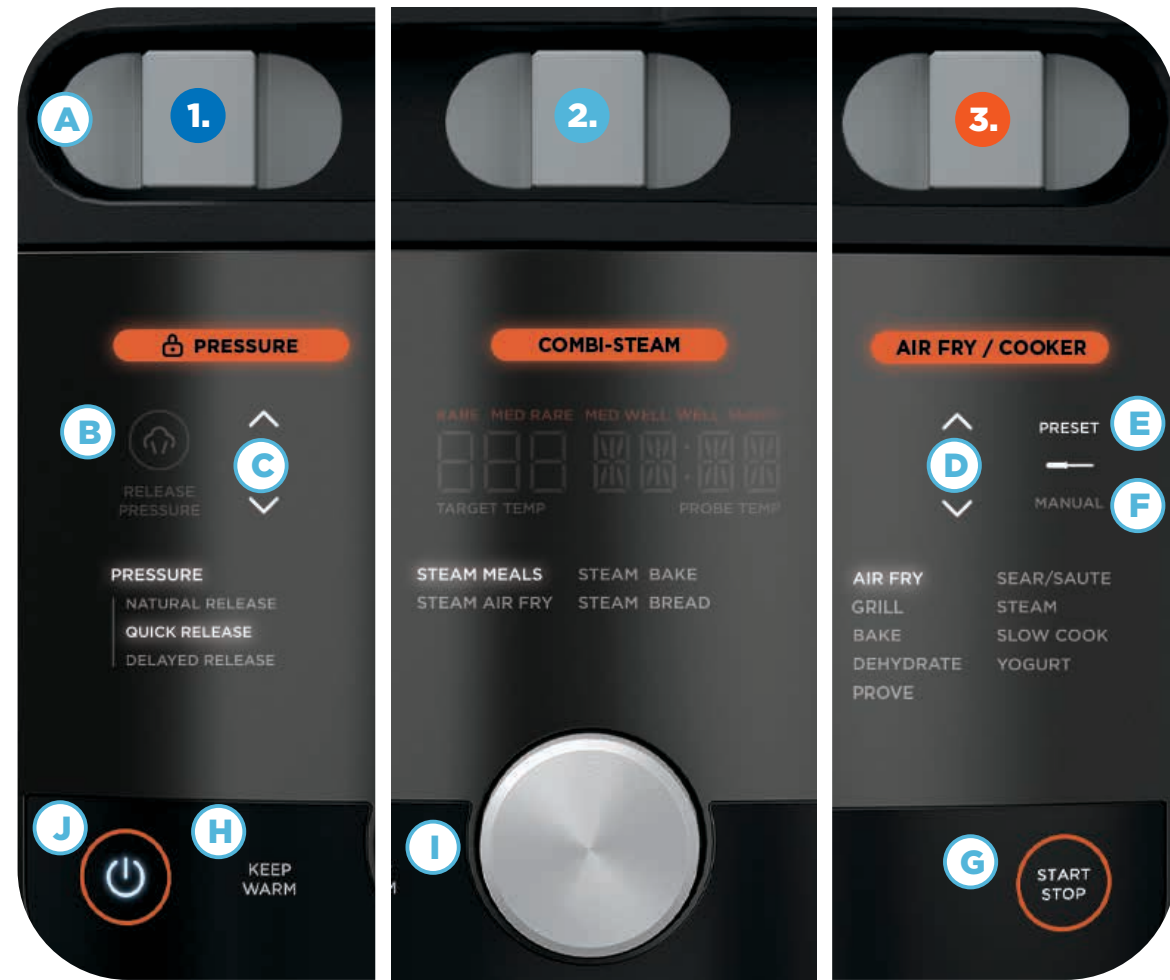 A
1.
2.
3.
PRESSURE
B
RELEASE
PRESSURE
C
PRESSURE
NATURAL RELEASE
QUICK RELEASE
DELAYED RELEASE
J
H
KEEP
WARM
COMBI-STEAM
RARE MED RARE MED WELL WELL
TARGET TEMP PROBE TEMP
STEAM MEALS STEAM BAKE
STEAM AIR FRY STEAM BREAD
M
I
AIR FRY / COOKER
D
PRESET E
MANUAL F
AIR FRY SEAR/SAUTE
GRILL STEAM
BAKE SLOW COOK
DEHYDRATE YOGURT
PROVE
G
START
STOP